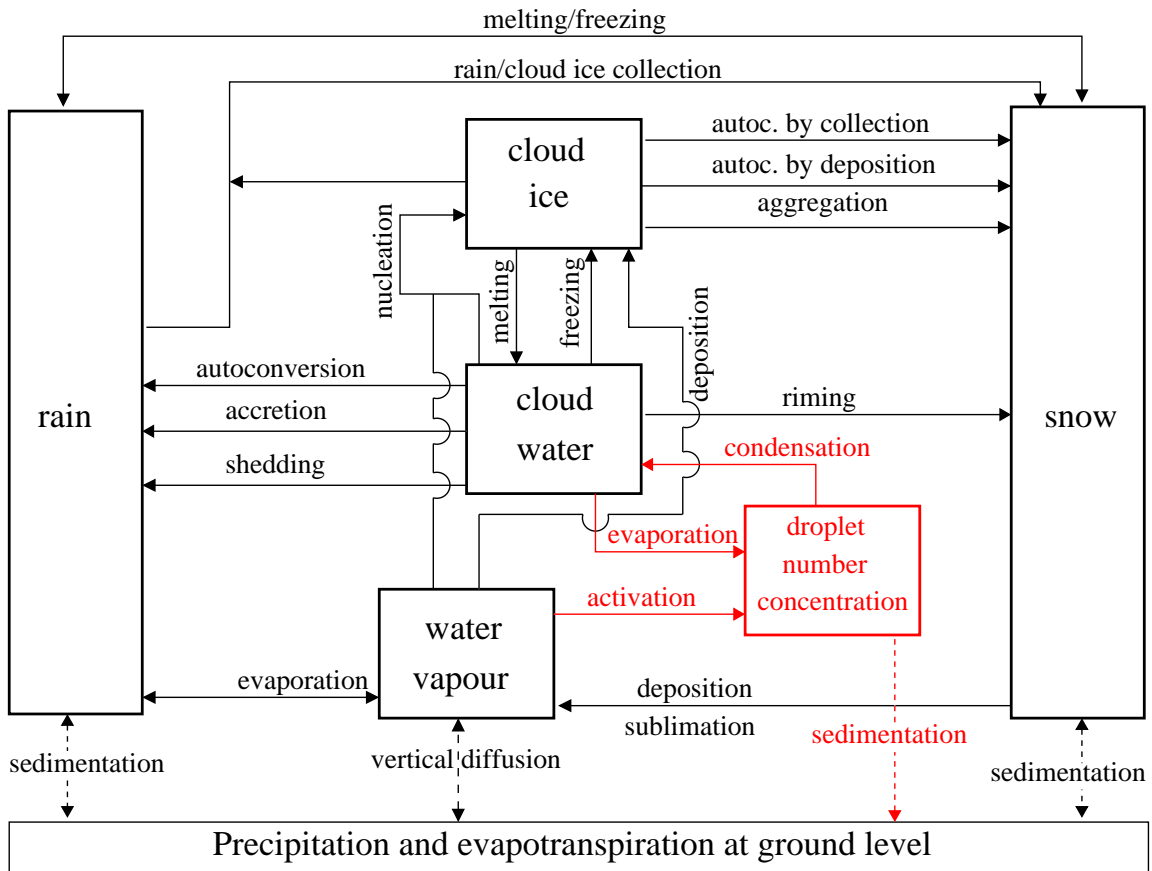 melting/freezing
rain/cloud ice collection
cloud
ice
autoc. by collection
autoc. by deposition
aggregation
nucleation
melting
freezing
deposition
rain
autoconversion
accretion
shedding
cloud
water
riming
snow
condensation
evaporation
droplet
number
concentration
activation
water
vapour
evaporation
deposition
sublimation
sedimentation
vertical diffusion
sedimentation
sedimentation
Precipitation and evapotranspiration at ground level